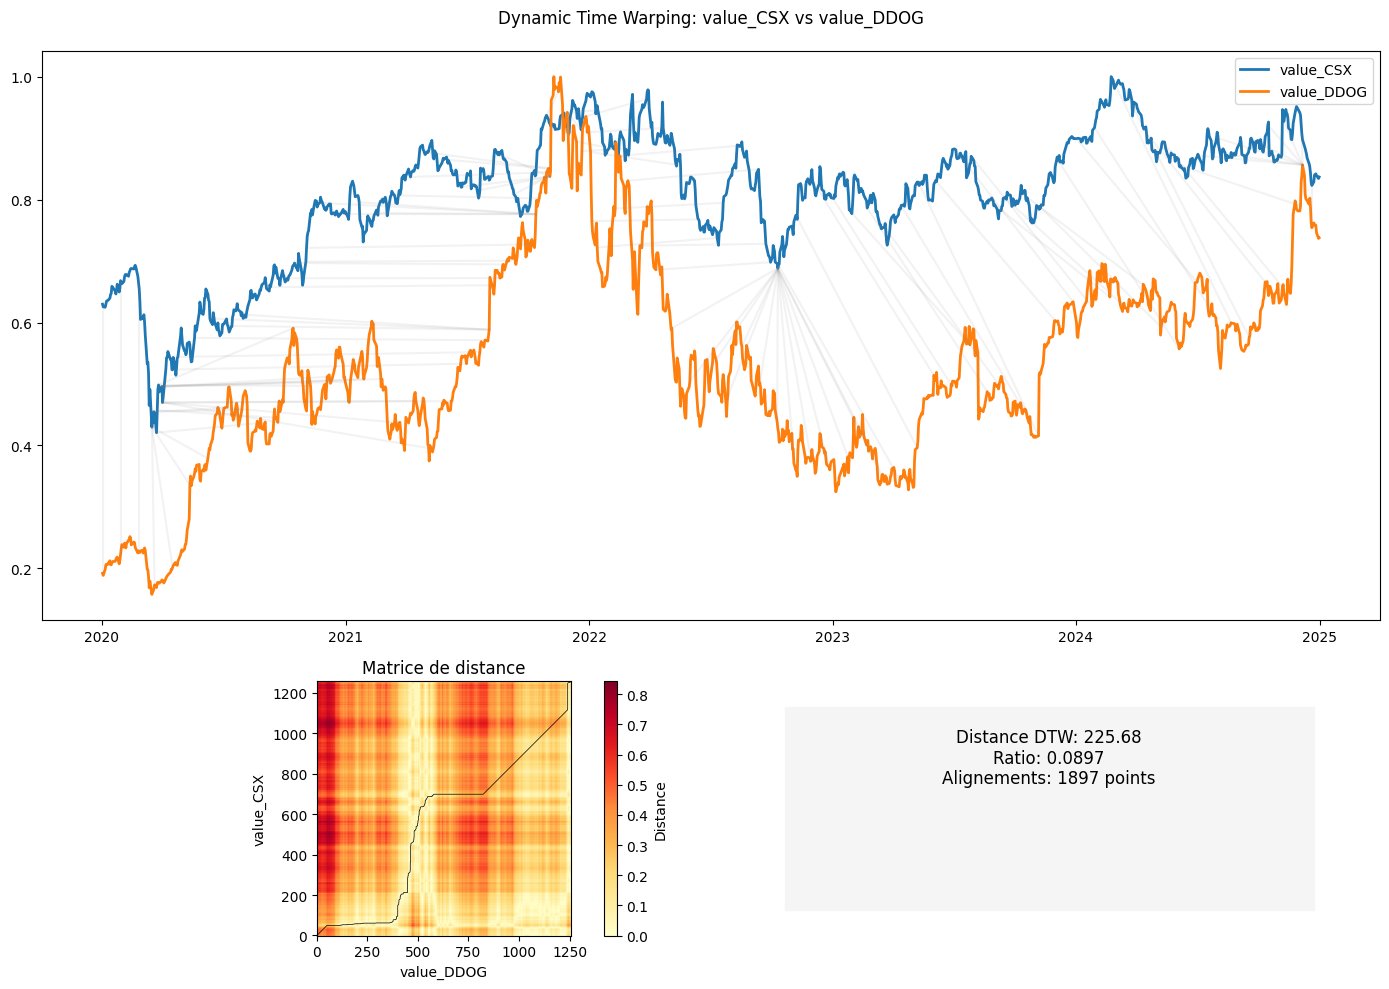 Dynamic Time Warping: value_CSX vs value_DDOG
1.0
0.8
0.6
0.4
0.2
value_CSX
value_DDOG
2020 2021 2022 2023 2024 2025
Matrice de distance
value_CSX
1200
1000
800
600
400
200
0
0 250 500 750 1000 1250
value_DDOG
0.8
0.7
0.6
0.5
0.4
0.3
0.2
0.1
0.0
Distance
Distance DTW: 225.68
Ratio: 0.0897
Alignements: 1897 points